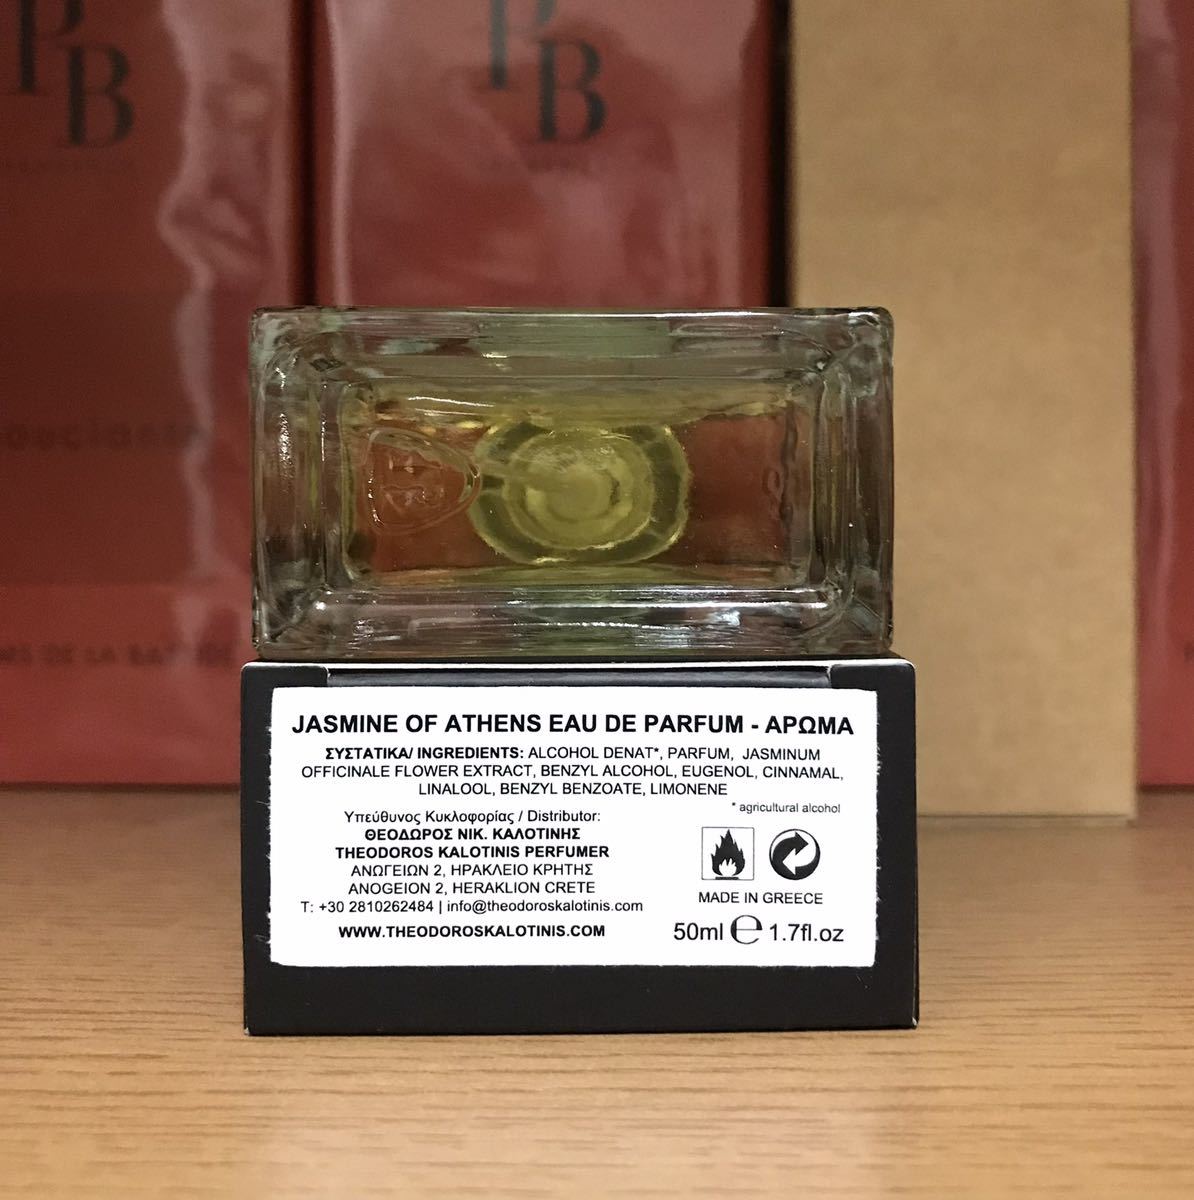 PB
PB
JASMINE OF ATHENS EAU DE PARFUM - ΑΡΩΜΑ
ΣΥΣΤΑΤΙΚΑ/ INGREDIENTS: ALCOHOL DENAT*, PARFUM, JASMINUM
OFFICINALE FLOWER EXTRACT, BENZYL ALCOHOL, EUGENOL, CINNAMAL,
LINALOOL, BENZYL BENZOATE, LIMONENE
* agricultural alcohol
Υπεύθυνος Κυκλοφορίας / Distributor:
ΘΕΟΔΩΡΟΣ ΝΙΚ. ΚΑΛΟΤΙΝΗΣ
THEODOROS KALOTINIS PERFUMER
ΑΝΩΓΕΙΩΝ 2, ΗΡΑΚΛΕΙΟ ΚΡΗΤΗΣ
ANOGEION 2, HERAKLION CRETE
T: +30 2810262484 | info@theodoroskalotinis.com
WWW.THEODOROSKALOTINIS.COM
MADE IN GREECE
50ml ℮ 1.7fl.oz